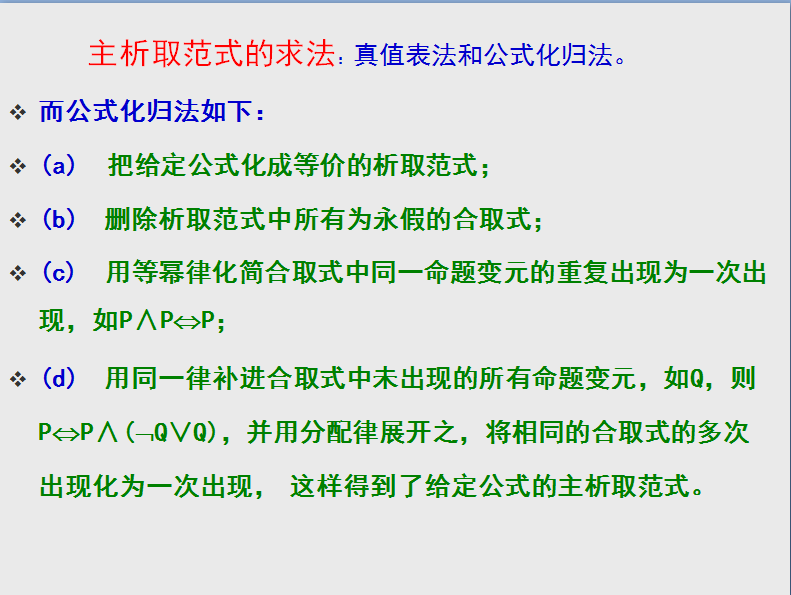 主析取范式的求法：真值表法和公式化归法。
❖ 而公式化归法如下：
❖ (a) 把给定公式化成等价的析取范式；
❖ (b) 删除析取范式中所有为永假的合取式；
❖ (c) 用等幂律化简合取式中同一命题变元的重复出现为一次出
现，如P∧P⇔P；
❖ (d) 用同一律补进合取式中未出现的所有命题变元，如Q，则
P⇔P∧(¬Q∨Q)，并用分配律展开之，将相同的合取式的多次
出现化为一次出现， 这样得到了给定公式的主析取范式。